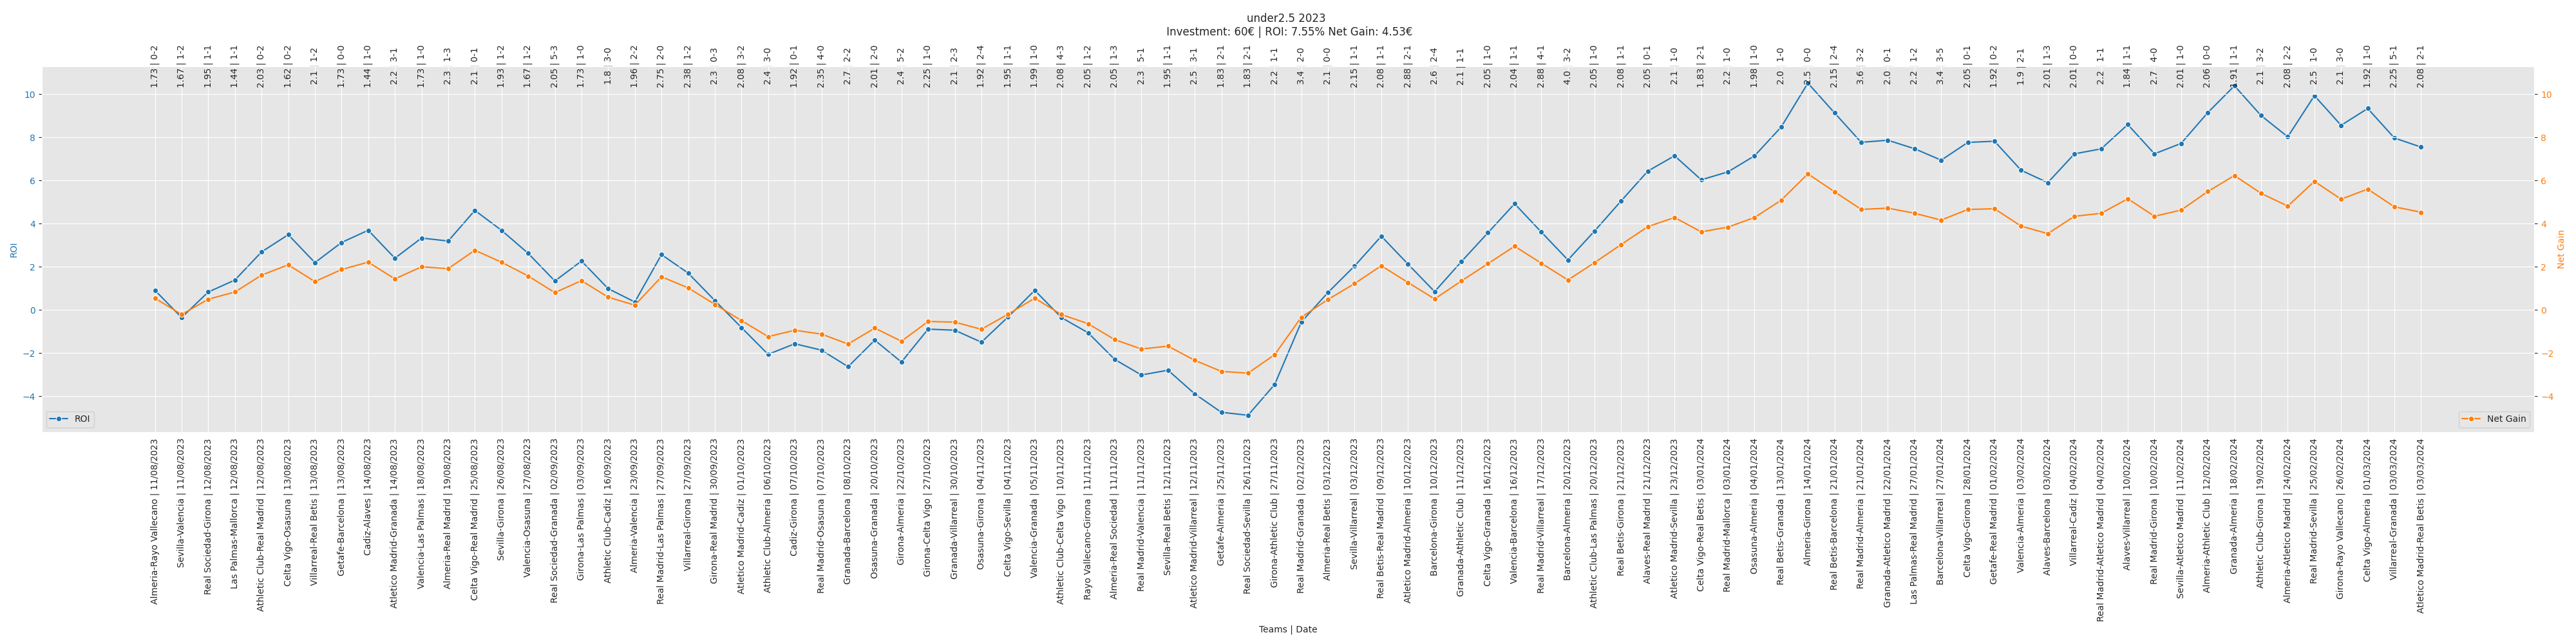 under2.5 2023
Investment: 60€ | ROI: 7.55% Net Gain: 4.53€
1.73 | 0-2
1.67 | 1-2
1.95 | 1-1
1.44 | 1-1
2.03 | 0-2
1.62 | 0-2
2.1 | 1-2
1.73 | 0-0
1.44 | 1-0
2.2 | 3-1
1.73 | 1-0
2.3 | 1-3
2.1 | 0-1
1.93 | 1-2
1.67 | 1-2
2.05 | 5-3
1.73 | 1-0
1.8 | 3-0
1.96 | 2-2
2.75 | 2-0
2.38 | 1-2
2.3 | 0-3
2.08 | 3-2
2.4 | 3-0
1.92 | 0-1
2.35 | 4-0
2.7 | 2-2
2.01 | 2-0
2.4 | 5-2
2.25 | 1-0
2.1 | 2-3
1.92 | 2-4
1.95 | 1-1
1.99 | 1-0
2.08 | 4-3
2.05 | 1-2
2.05 | 1-3
2.3 | 5-1
1.95 | 1-1
2.5 | 3-1
1.83 | 2-1
1.83 | 2-1
2.2 | 1-1
3.4 | 2-0
2.1 | 0-0
2.15 | 1-1
2.08 | 1-1
2.88 | 2-1
2.6 | 2-4
2.1 | 1-1
2.05 | 1-0
2.04 | 1-1
2.88 | 4-1
4.0 | 3-2
2.05 | 1-0
2.08 | 1-1
2.05 | 0-1
2.1 | 1-0
1.83 | 2-1
2.2 | 1-0
1.98 | 1-0
2.0 | 1-0
2.5 | 0-0
2.15 | 2-4
3.6 | 3-2
2.0 | 0-1
2.2 | 1-2
3.4 | 3-5
2.05 | 0-1
1.92 | 0-2
1.9 | 2-1
2.01 | 1-3
2.01 | 0-0
2.2 | 1-1
1.84 | 1-1
2.7 | 4-0
2.01 | 1-0
2.06 | 0-0
1.91 | 1-1
2.1 | 3-2
2.08 | 2-2
2.5 | 1-0
2.1 | 3-0
1.92 | 1-0
2.25 | 5-1
2.08 | 2-1
ROI
10
8
6
4
2
0
−2
−4
ROI
Net Gain
10
8
6
4
2
0
−2
−4
Net Gain
Almeria-Rayo Vallecano | 11/08/2023
Sevilla-Valencia | 11/08/2023
Real Sociedad-Girona | 12/08/2023
Las Palmas-Mallorca | 12/08/2023
Athletic Club-Real Madrid | 12/08/2023
Celta Vigo-Osasuna | 13/08/2023
Villarreal-Real Betis | 13/08/2023
Getafe-Barcelona | 13/08/2023
Cadiz-Alaves | 14/08/2023
Atletico Madrid-Granada | 14/08/2023
Valencia-Las Palmas | 18/08/2023
Almeria-Real Madrid | 19/08/2023
Celta Vigo-Real Madrid | 25/08/2023
Sevilla-Girona | 26/08/2023
Valencia-Osasuna | 27/08/2023
Real Sociedad-Granada | 02/09/2023
Girona-Las Palmas | 03/09/2023
Athletic Club-Cadiz | 16/09/2023
Almeria-Valencia | 23/09/2023
Real Madrid-Las Palmas | 27/09/2023
Villarreal-Girona | 27/09/2023
Girona-Real Madrid | 30/09/2023
Atletico Madrid-Cadiz | 01/10/2023
Athletic Club-Almeria | 06/10/2023
Cadiz-Girona | 07/10/2023
Real Madrid-Osasuna | 07/10/2023
Granada-Barcelona | 08/10/2023
Osasuna-Granada | 20/10/2023
Girona-Almeria | 22/10/2023
Girona-Celta Vigo | 27/10/2023
Granada-Villarreal | 30/10/2023
Osasuna-Girona | 04/11/2023
Celta Vigo-Sevilla | 04/11/2023
Valencia-Granada | 05/11/2023
Athletic Club-Celta Vigo | 10/11/2023
Rayo Vallecano-Girona | 11/11/2023
Almeria-Real Sociedad | 11/11/2023
Real Madrid-Valencia | 11/11/2023
Sevilla-Real Betis | 12/11/2023
Atletico Madrid-Villarreal | 12/11/2023
Getafe-Almeria | 25/11/2023
Real Sociedad-Sevilla | 26/11/2023
Girona-Athletic Club | 27/11/2023
Real Madrid-Granada | 02/12/2023
Almeria-Real Betis | 03/12/2023
Sevilla-Villarreal | 03/12/2023
Real Betis-Real Madrid | 09/12/2023
Atletico Madrid-Almeria | 10/12/2023
Barcelona-Girona | 10/12/2023
Granada-Athletic Club | 11/12/2023
Celta Vigo-Granada | 16/12/2023
Valencia-Barcelona | 16/12/2023
Real Madrid-Villarreal | 17/12/2023
Barcelona-Almeria | 20/12/2023
Athletic Club-Las Palmas | 20/12/2023
Real Betis-Girona | 21/12/2023
Alaves-Real Madrid | 21/12/2023
Atletico Madrid-Sevilla | 23/12/2023
Celta Vigo-Real Betis | 03/01/2024
Real Madrid-Mallorca | 03/01/2024
Osasuna-Almeria | 04/01/2024
Real Betis-Granada | 13/01/2024
Almeria-Girona | 14/01/2024
Real Betis-Barcelona | 21/01/2024
Real Madrid-Almeria | 21/01/2024
Granada-Atletico Madrid | 22/01/2024
Las Palmas-Real Madrid | 27/01/2024
Barcelona-Villarreal | 27/01/2024
Celta Vigo-Girona | 28/01/2024
Getafe-Real Madrid | 01/02/2024
Valencia-Almeria | 03/02/2024
Alaves-Barcelona | 03/02/2024
Villarreal-Cadiz | 04/02/2024
Real Madrid-Atletico Madrid | 04/02/2024
Alaves-Villarreal | 10/02/2024
Real Madrid-Girona | 10/02/2024
Sevilla-Atletico Madrid | 11/02/2024
Almeria-Athletic Club | 12/02/2024
Granada-Almeria | 18/02/2024
Athletic Club-Girona | 19/02/2024
Almeria-Atletico Madrid | 24/02/2024
Real Madrid-Sevilla | 25/02/2024
Girona-Rayo Vallecano | 26/02/2024
Celta Vigo-Almeria | 01/03/2024
Villarreal-Granada | 03/03/2024
Atletico Madrid-Real Betis | 03/03/2024
Teams | Date